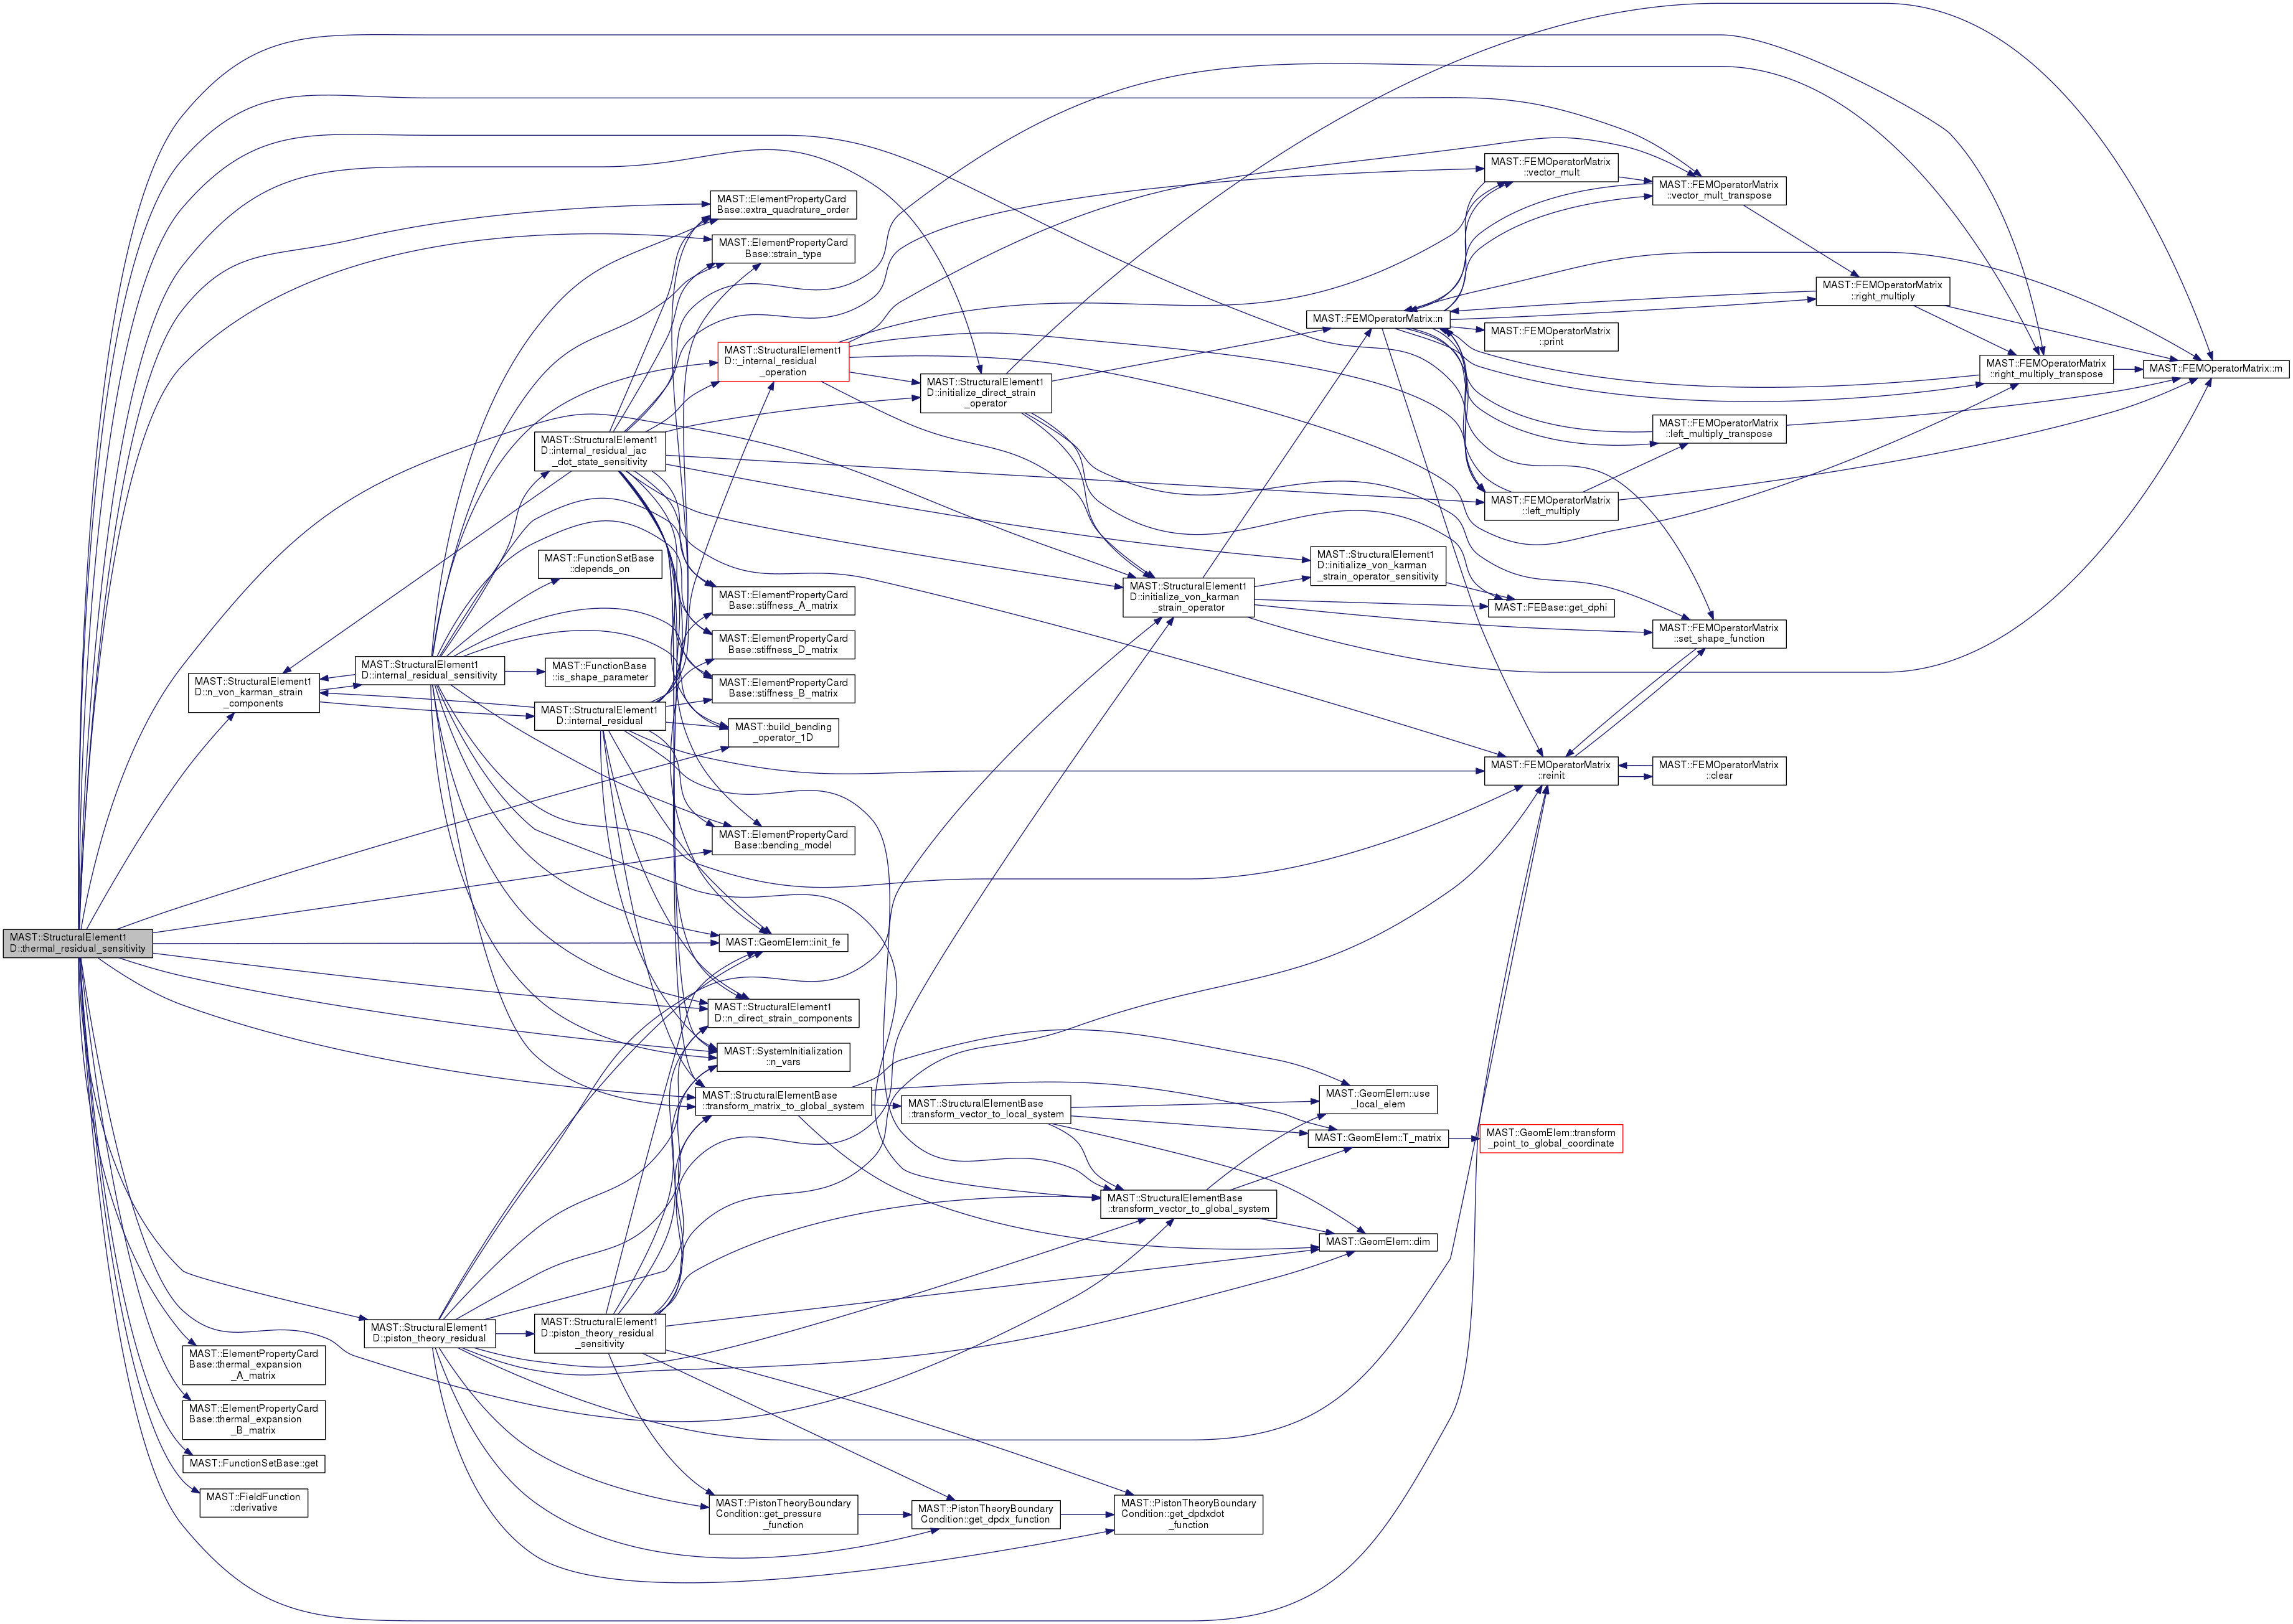 MAST::StructuralElement1
D::thermal_residual_sensitivity
MAST::StructuralElement1
D::n_von_karman_strain
_components
MAST::ElementPropertyCard
Base::thermal_expansion
_A_matrix
MAST::ElementPropertyCard
Base::thermal_expansion
_B_matrix
MAST::FunctionSetBase::get
MAST::FieldFunction
::derivative
MAST::StructuralElement1
D::internal_residual_sensitivity
MAST::StructuralElement1
D::piston_theory_residual
MAST::StructuralElement1
D::internal_residual_jac
_dot_state_sensitivity
MAST::FunctionSetBase
::depends_on
MAST::FunctionBase
::is_shape_parameter
MAST::StructuralElement1
D::internal_residual
MAST::StructuralElement1
D::piston_theory_residual
_sensitivity
MAST::ElementPropertyCard
Base::extra_quadrature_order
MAST::ElementPropertyCard
Base::strain_type
MAST::StructuralElement1
D::_internal_residual
_operation
MAST::ElementPropertyCard
Base::stiffness_A_matrix
MAST::ElementPropertyCard
Base::stiffness_D_matrix
MAST::ElementPropertyCard
Base::stiffness_B_matrix
MAST::build_bending
_operator_1D
MAST::ElementPropertyCard
Base::bending_model
MAST::GeomElem::init_fe
MAST::StructuralElement1
D::n_direct_strain_components
MAST::SystemInitialization
::n_vars
MAST::StructuralElementBase
::transform_matrix_to_global_system
MAST::PistonTheoryBoundary
Condition::get_pressure
_function
MAST::StructuralElement1
D::initialize_direct_strain
_operator
MAST::StructuralElementBase
::transform_vector_to_local_system
MAST::PistonTheoryBoundary
Condition::get_dpdx_function
MAST::StructuralElement1
D::initialize_von_karman
_strain_operator
MAST::StructuralElementBase
::transform_vector_to_global_system
MAST::PistonTheoryBoundary
Condition::get_dpdxdot
_function
MAST::FEMOperatorMatrix::n
MAST::StructuralElement1
D::initialize_von_karman
_strain_operator_sensitivity
MAST::GeomElem::use
_local_elem
MAST::GeomElem::T_matrix
MAST::GeomElem::dim
MAST::FEMOperatorMatrix
::vector_mult
MAST::FEMOperatorMatrix
::print
MAST::FEMOperatorMatrix
::left_multiply
MAST::FEBase::get_dphi
MAST::FEMOperatorMatrix
::reinit
MAST::GeomElem::transform
_point_to_global_coordinate
MAST::FEMOperatorMatrix
::vector_mult_transpose
MAST::FEMOperatorMatrix
::left_multiply_transpose
MAST::FEMOperatorMatrix
::set_shape_function
MAST::FEMOperatorMatrix
::clear
MAST::FEMOperatorMatrix
::right_multiply
MAST::FEMOperatorMatrix
::right_multiply_transpose
MAST::FEMOperatorMatrix::m